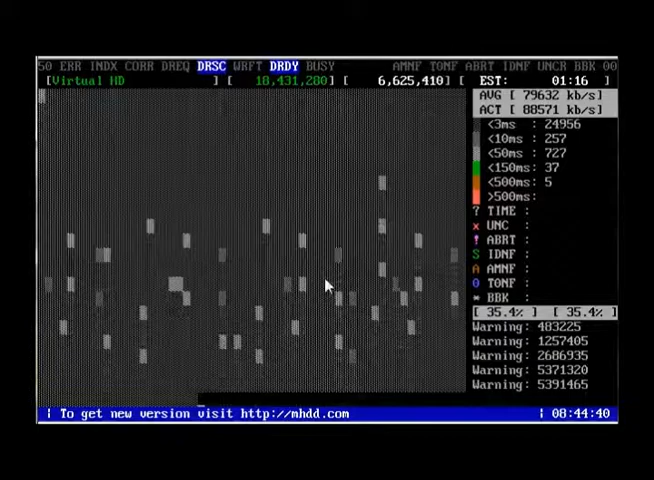 50 ERR INDX CORR DREQ DRSC WRFT DRDY BUSY AMNF TONF ABRT IDNF UNCR BBK 00
[Virtual HD ] [ 18,431,280] [ 6,625,410] [ EST: 01:16
AVG [ 79632 kb/s]
ACT [ 88571 kb/s]
<3ms : 24956
<10ms : 257
<50ms : 727
<150ms: 37
<500ms: 5
>500ms:
? TIME :
x UNC :
! ABRT :
S IDNF :
A AMNF :
0 TONF :
* BBK :
[ 35.4% ] [ 35.4% ]
Warning: 483225
Warning: 1257405
Warning: 2686935
Warning: 5371320
Warning: 5391465
¦ To get new version visit http://mhdd.com ¦ 08:44:40